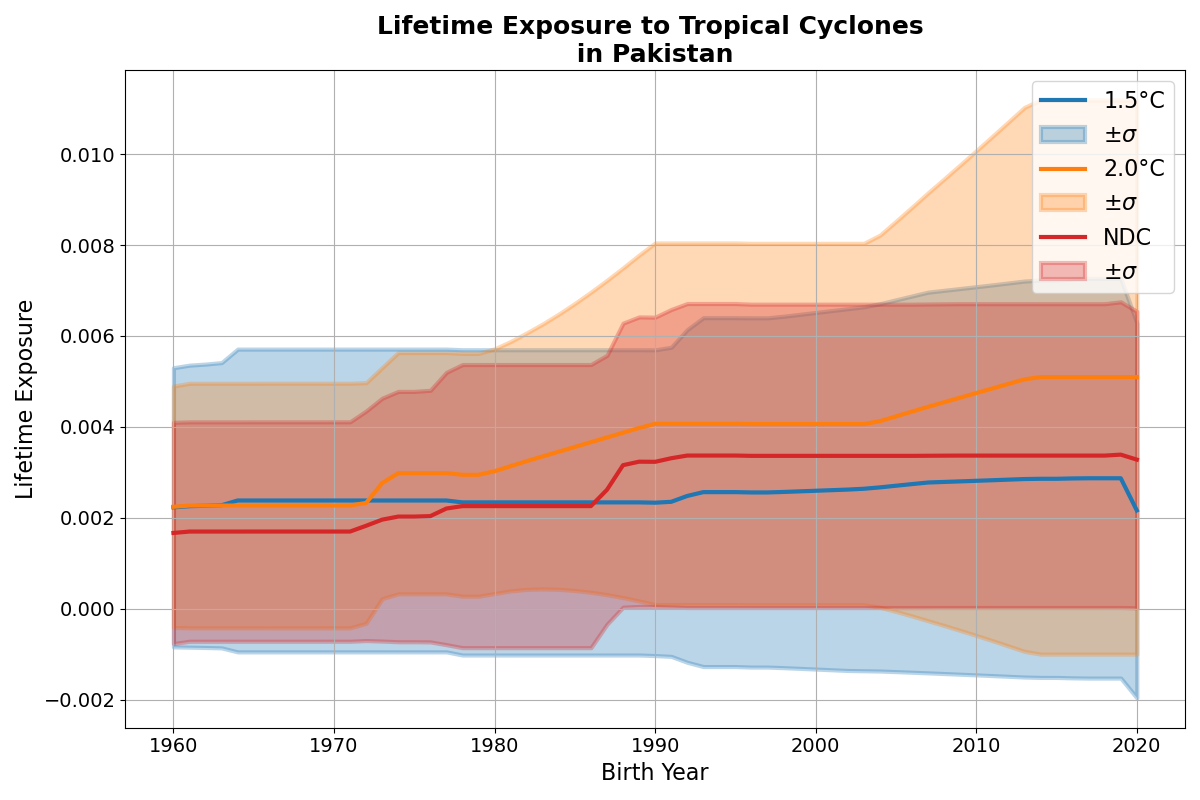 Lifetime Exposure to Tropical Cyclones
in Pakistan
1.5°C
±σ
2.0°C
±σ
NDC
±σ
0.010
0.008
0.006
0.004
0.002
0.000
−0.002
Lifetime Exposure
1960
1970
1980
1990
2000
2010
2020
Birth Year